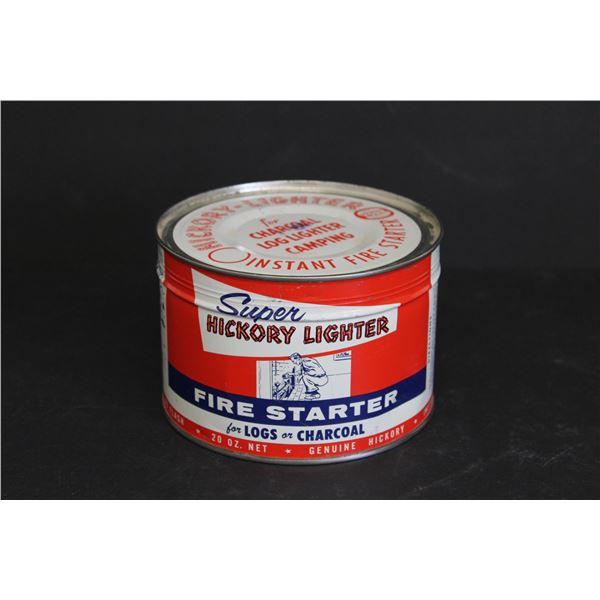 HICKORY-LIGHTER
for
CHARCOAL
LOG LIGHTER
CAMPING
INSTANT FIRE STARTER
Super
HICKORY LIGHTER
FIRE STARTER
for LOGS or CHARCOAL
FLASH ★ 20 OZ. NET ★ GENUINE HICKORY ★